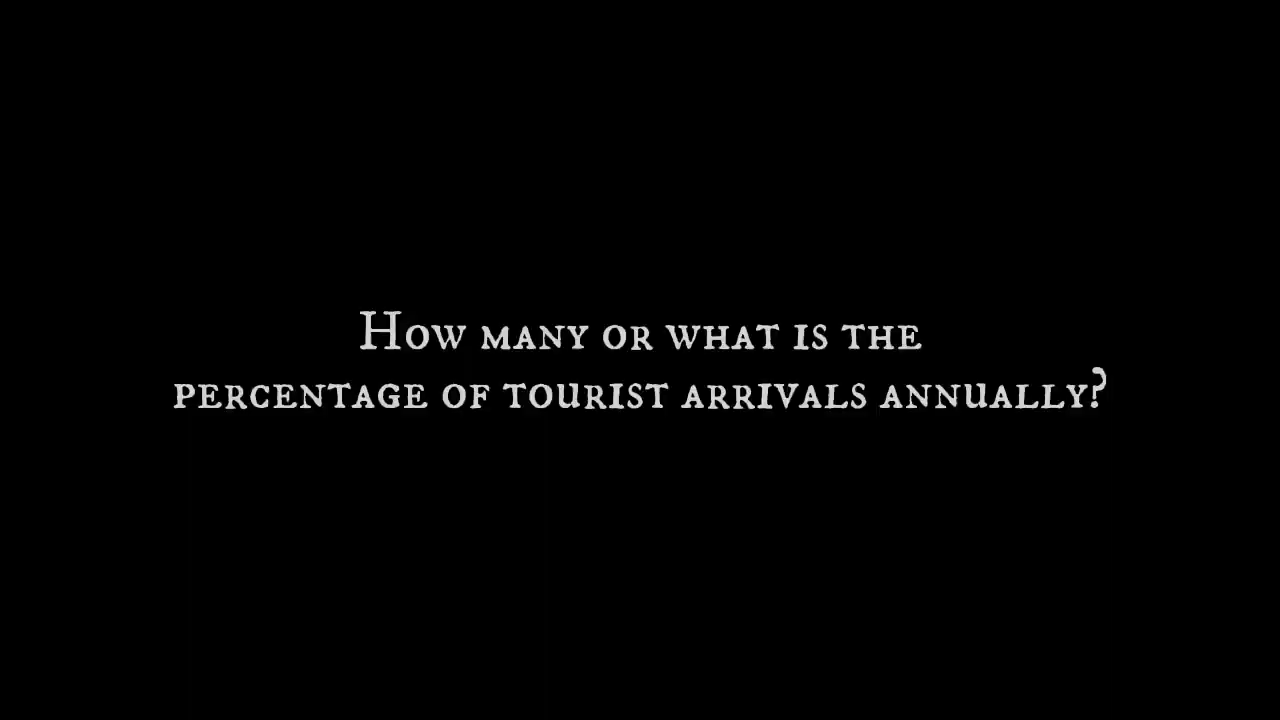 How many or what is the
percentage of tourist arrivals annually?